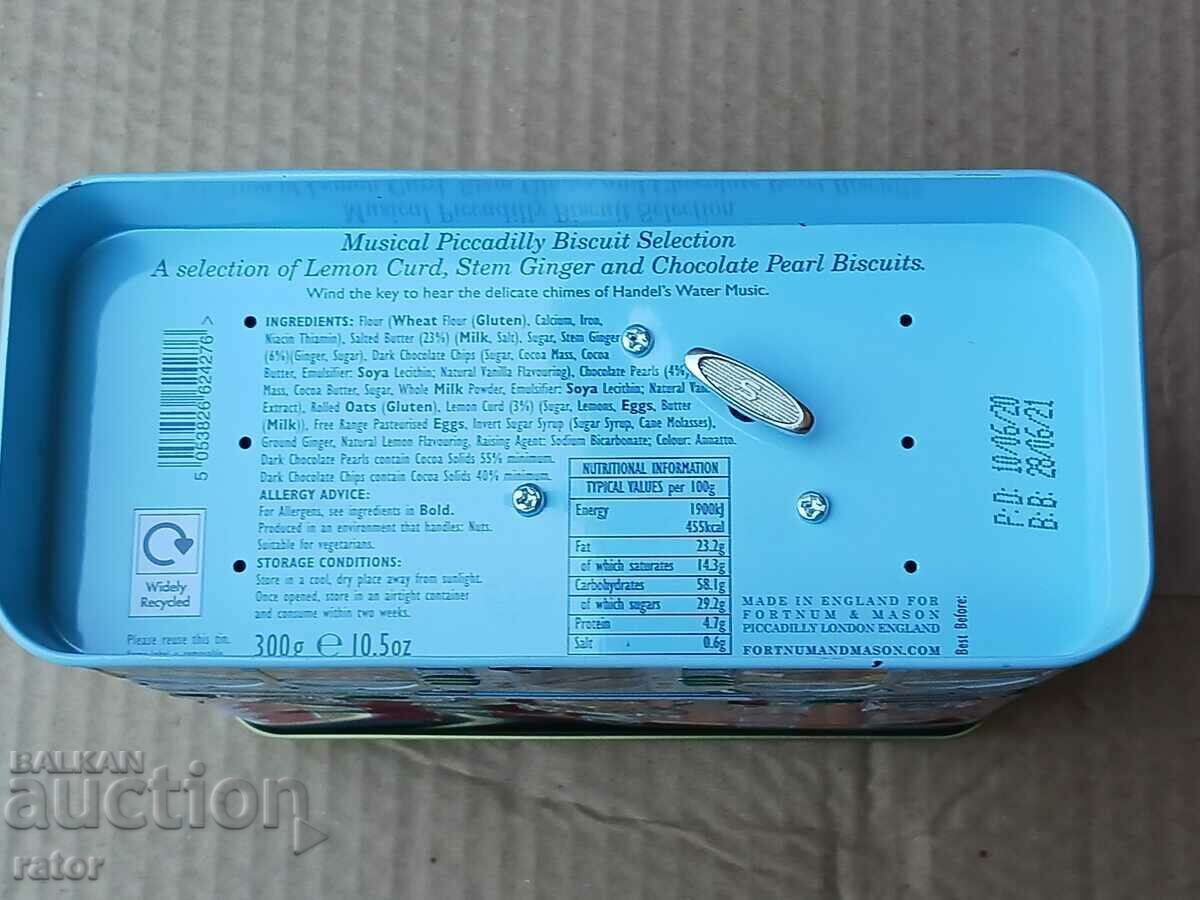 Musical Piccadilly Biscuit Selection
A selection of Lemon Curd, Stem Ginger and Chocolate Pearl Biscuits.
Wind the key to hear the delicate chimes of Handel's Water Music.
INGREDIENTS: Flour (Wheat Flour (Gluten), Calcium, Iron,
Niacin Thiamin), Salted Butter (23%) (Milk, Salt), Sugar, Stem Ginger
(6%)(Ginger, Sugar), Dark Chocolate Chips (Sugar, Cocoa Mass, Cocoa
Butter, Emulsifier: Soya Lecithin; Natural Vanilla Flavouring), Chocolate Pearls (4%)
Mass, Cocoa Butter, Sugar, Whole Milk Powder, Emulsifier: Soya Lecithin; Natural
Extract), Rolled Oats (Gluten), Lemon Curd (3%) (Sugar, Lemons, Eggs, Butter
(Milk)), Free Range Pasteurised Eggs, Invert Sugar Syrup (Sugar Syrup, Cane Molasses),
Ground Ginger, Natural Lemon Flavouring, Raising Agent: Sodium Bicarbonate; Colour: Annatto.
Dark Chocolate Pearls contain Cocoa Solids 55% minimum.
Dark Chocolate Chips contain Cocoa Solids 40% minimum.
ALLERGY ADVICE:
For Allergens, see ingredients in Bold.
Produced in an environment that handles: Nuts.
Suitable for vegetarians.
STORAGE CONDITIONS:
Store in a cool, dry place away from sunlight.
Once opened, store in an airtight container
and consume within two weeks.
300g e 10.5oz
5 053826 624276 >
Widely
Recycled
Please reuse this tin.
S
NUTRITIONAL INFORMATION
TYPICAL VALUES per 100g
Energy 1900kJ
455kcal
Fat 23.2g
of which saturates 14.3g
Carbohydrates 58.1g
of which sugars 29.2g
Protein 4.7g
Salt 0.6g
MADE IN ENGLAND FOR
FORTNUM & MASON
PICCADILLY LONDON ENGLAND
FORTNUMANDMASON.COM
Best Before:
P:D: 10/06/20
B:B: 28/06/21
BALKAN
auction
rator